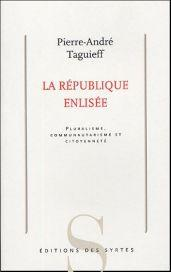 Pierre-André
Taguieff
LA RÉPUBLIQUE
ENLISÉE
PLURALISME,
COMMUNAUTARISME ET
CITOYENNETÉ
S
ÉDITIONS DES SYRTES